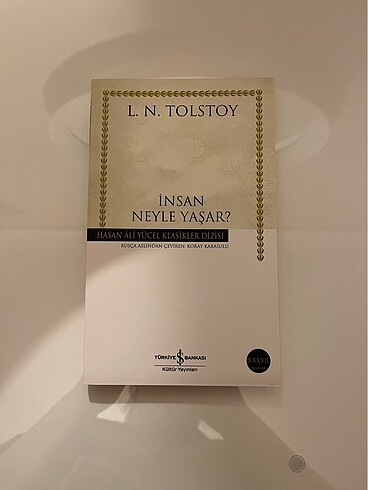 L. N. TOLSTOY
İNSAN
NEYLE YAŞAR?
HASAN ÂLİ YÜCEL KLASİKLER DİZİSİ
RUSÇA ASLINDAN ÇEVİREN: KORAY KARASULU
TÜRKİYE İŞ BANKASI
Kültür Yayınları
XXXVII